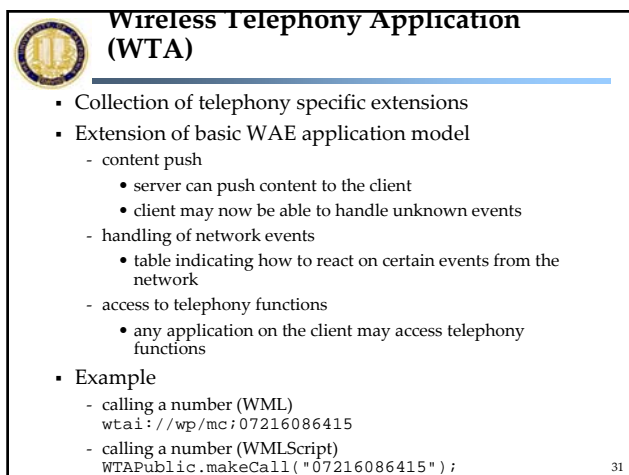 Wireless Telephony Application
(WTA)
▪ Collection of telephony specific extensions
▪ Extension of basic WAE application model
- content push
• server can push content to the client
• client may now be able to handle unknown events
- handling of network events
• table indicating how to react on certain events from the
network
- access to telephony functions
• any application on the client may access telephony
functions
▪ Example
- calling a number (WML)
wtai://wp/mc;07216086415
- calling a number (WMLScript)
WTAPublic.makeCall("07216086415");
31